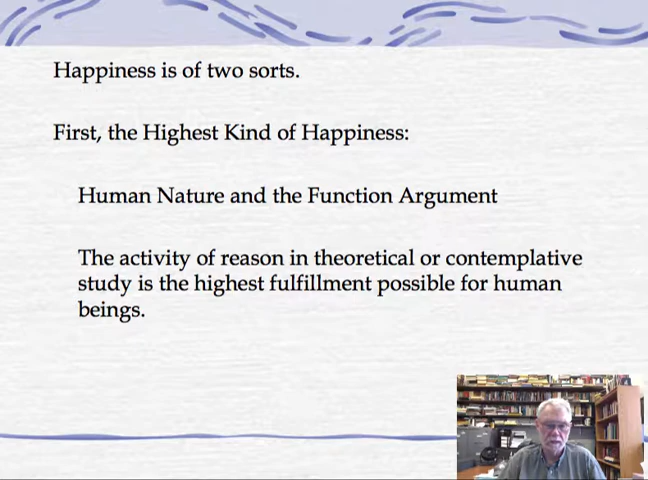 Happiness is of two sorts.
First, the Highest Kind of Happiness:
Human Nature and the Function Argument
The activity of reason in theoretical or contemplative
study is the highest fulfillment possible for human
beings.